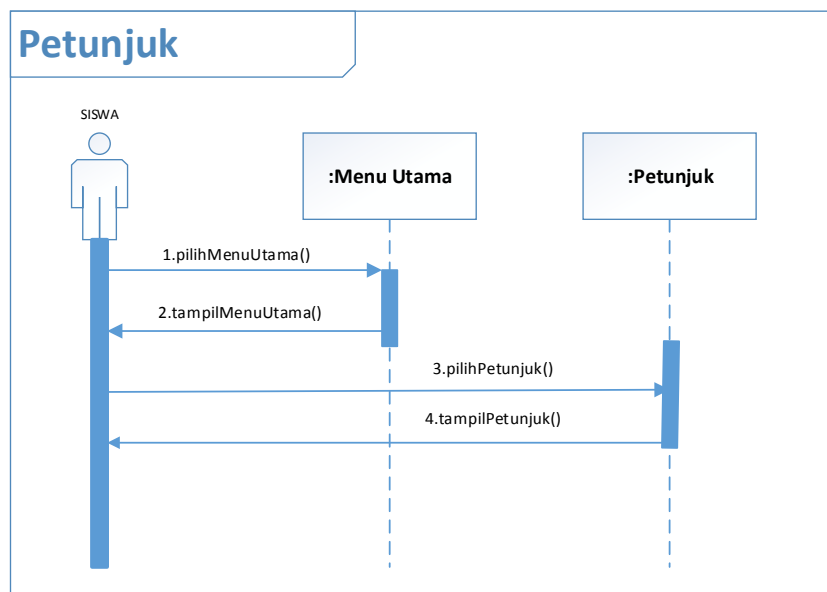 Petunjuk
SISWA
:Menu Utama
:Petunjuk
1.pilihMenuUtama()
2.tampilMenuUtama()
3.pilihPetunjuk()
4.tampilPetunjuk()